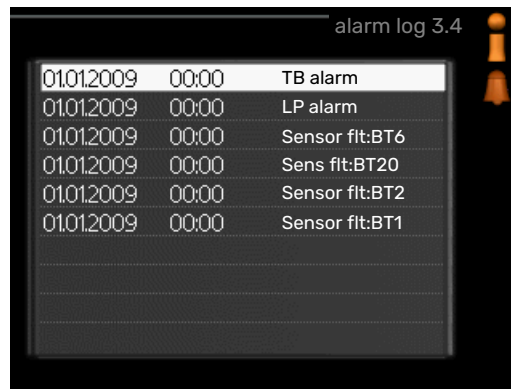 alarm log 3.4
01.01.2009 00:00 TB alarm
01.01.2009 00:00 LP alarm
01.01.2009 00:00 Sensor flt:BT6
01.01.2009 00:00 Sens flt:BT20
01.01.2009 00:00 Sensor flt:BT2
01.01.2009 00:00 Sensor flt:BT1